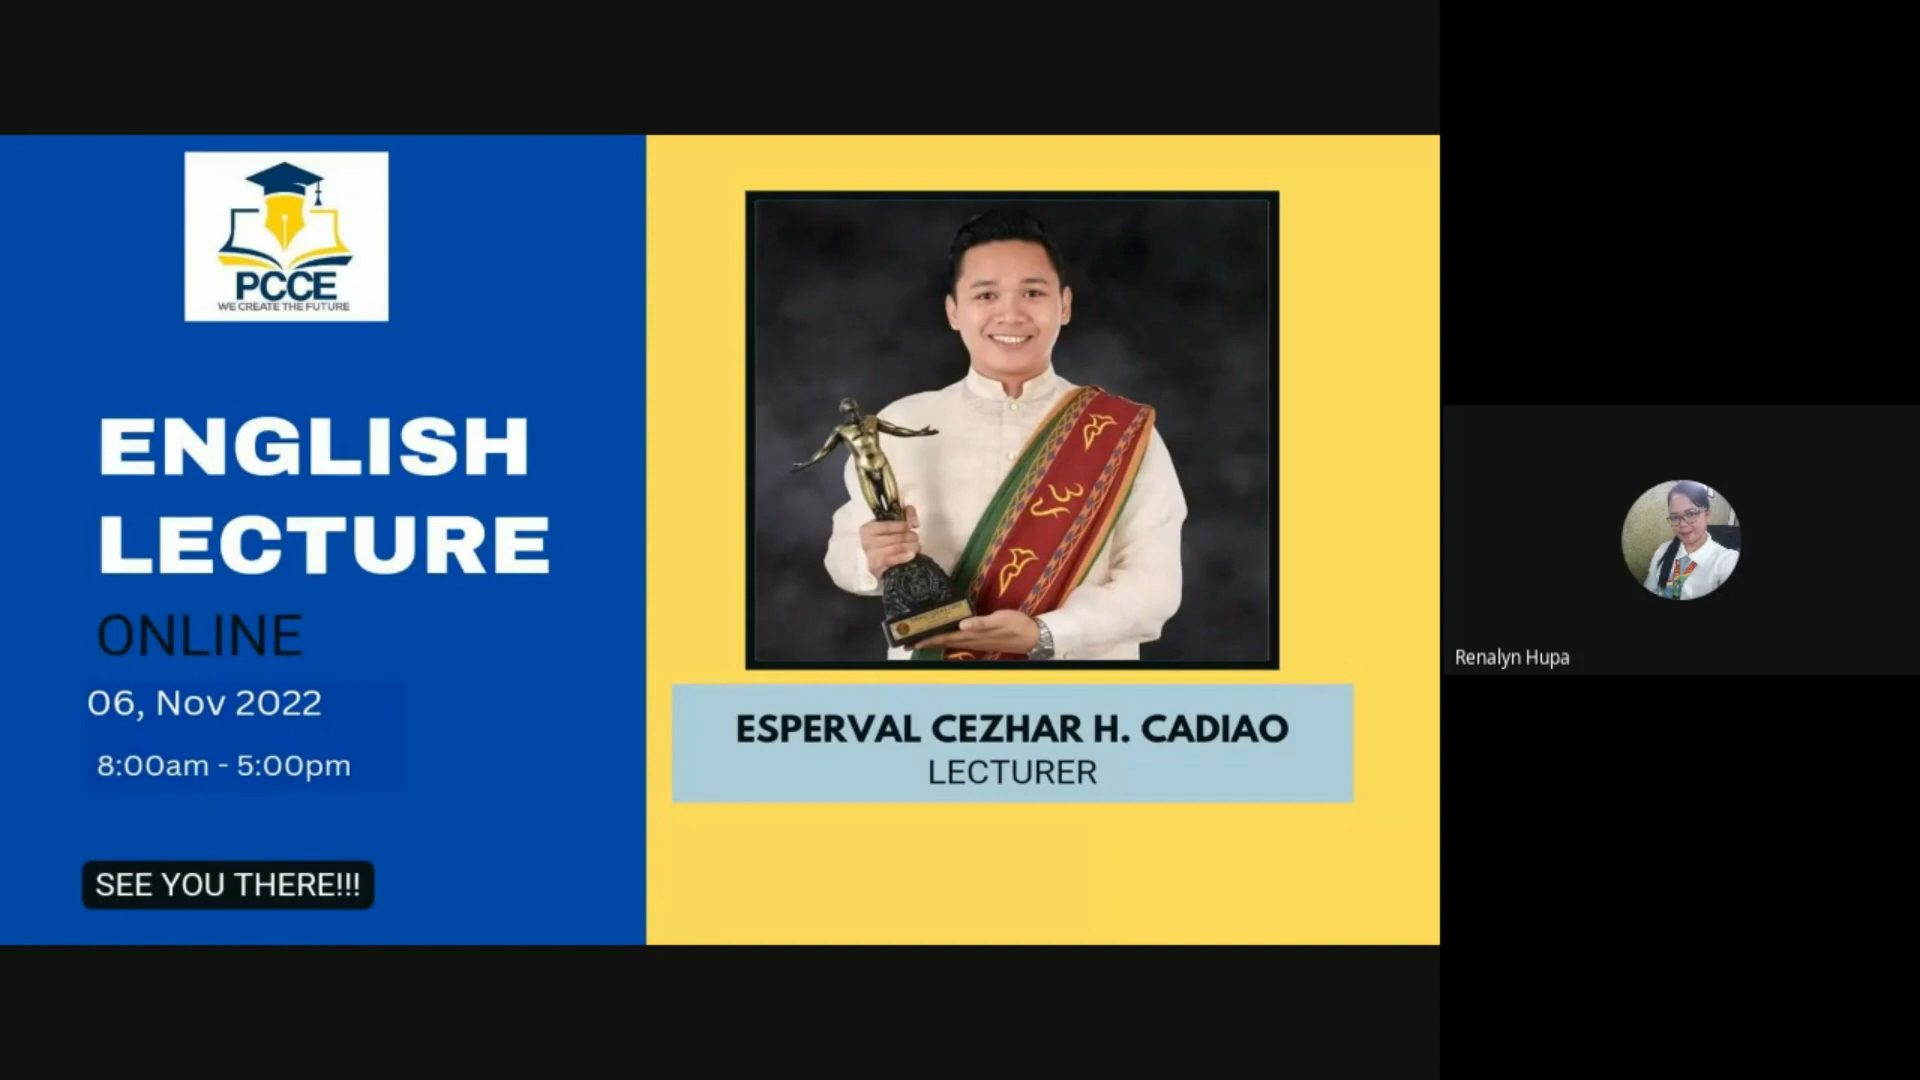 PCCE
WE CREATE THE FUTURE
ENGLISH
LECTURE
ONLINE
06, Nov 2022
8:00am - 5:00pm
SEE YOU THERE!!!
ESPERVAL CEZHAR H. CADIAO
LECTURER
Renalyn Hupa